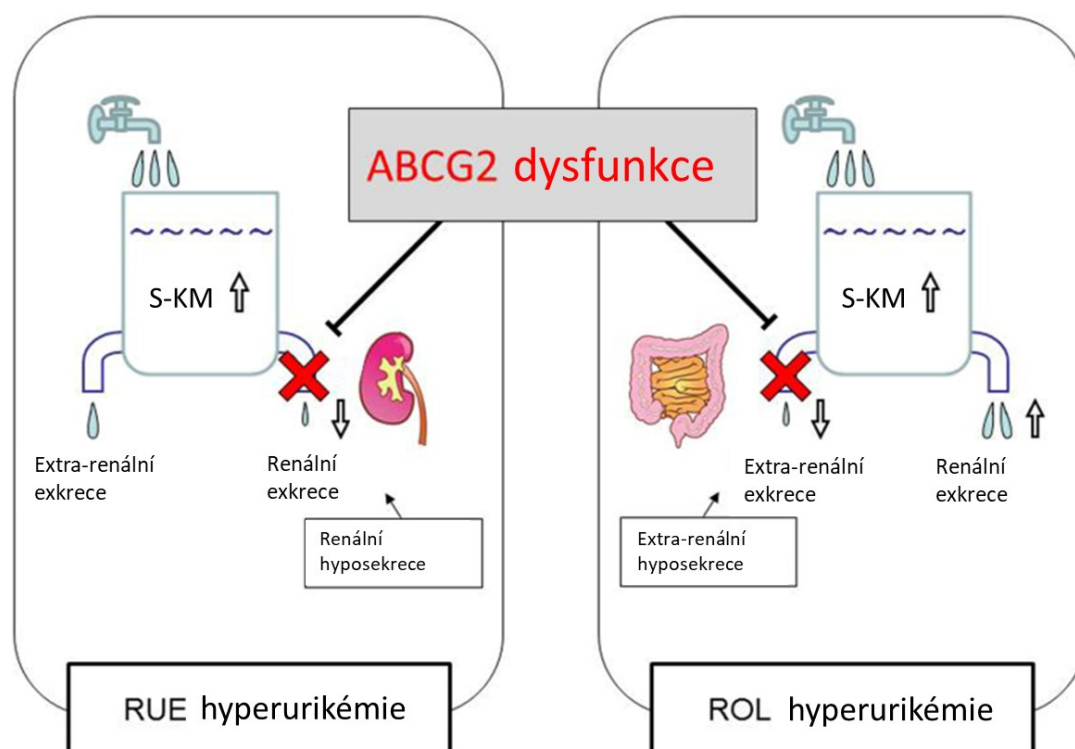 ABCG2 dysfunkce
S-KM
Extra-renální
exkrece
Renální
exkrece
Renální
hyposekrece
RUE hyperurikémie
S-KM
Extra-renální
exkrece
Renální
exkrece
Extra-renální
hyposekrece
ROL hyperurikémie